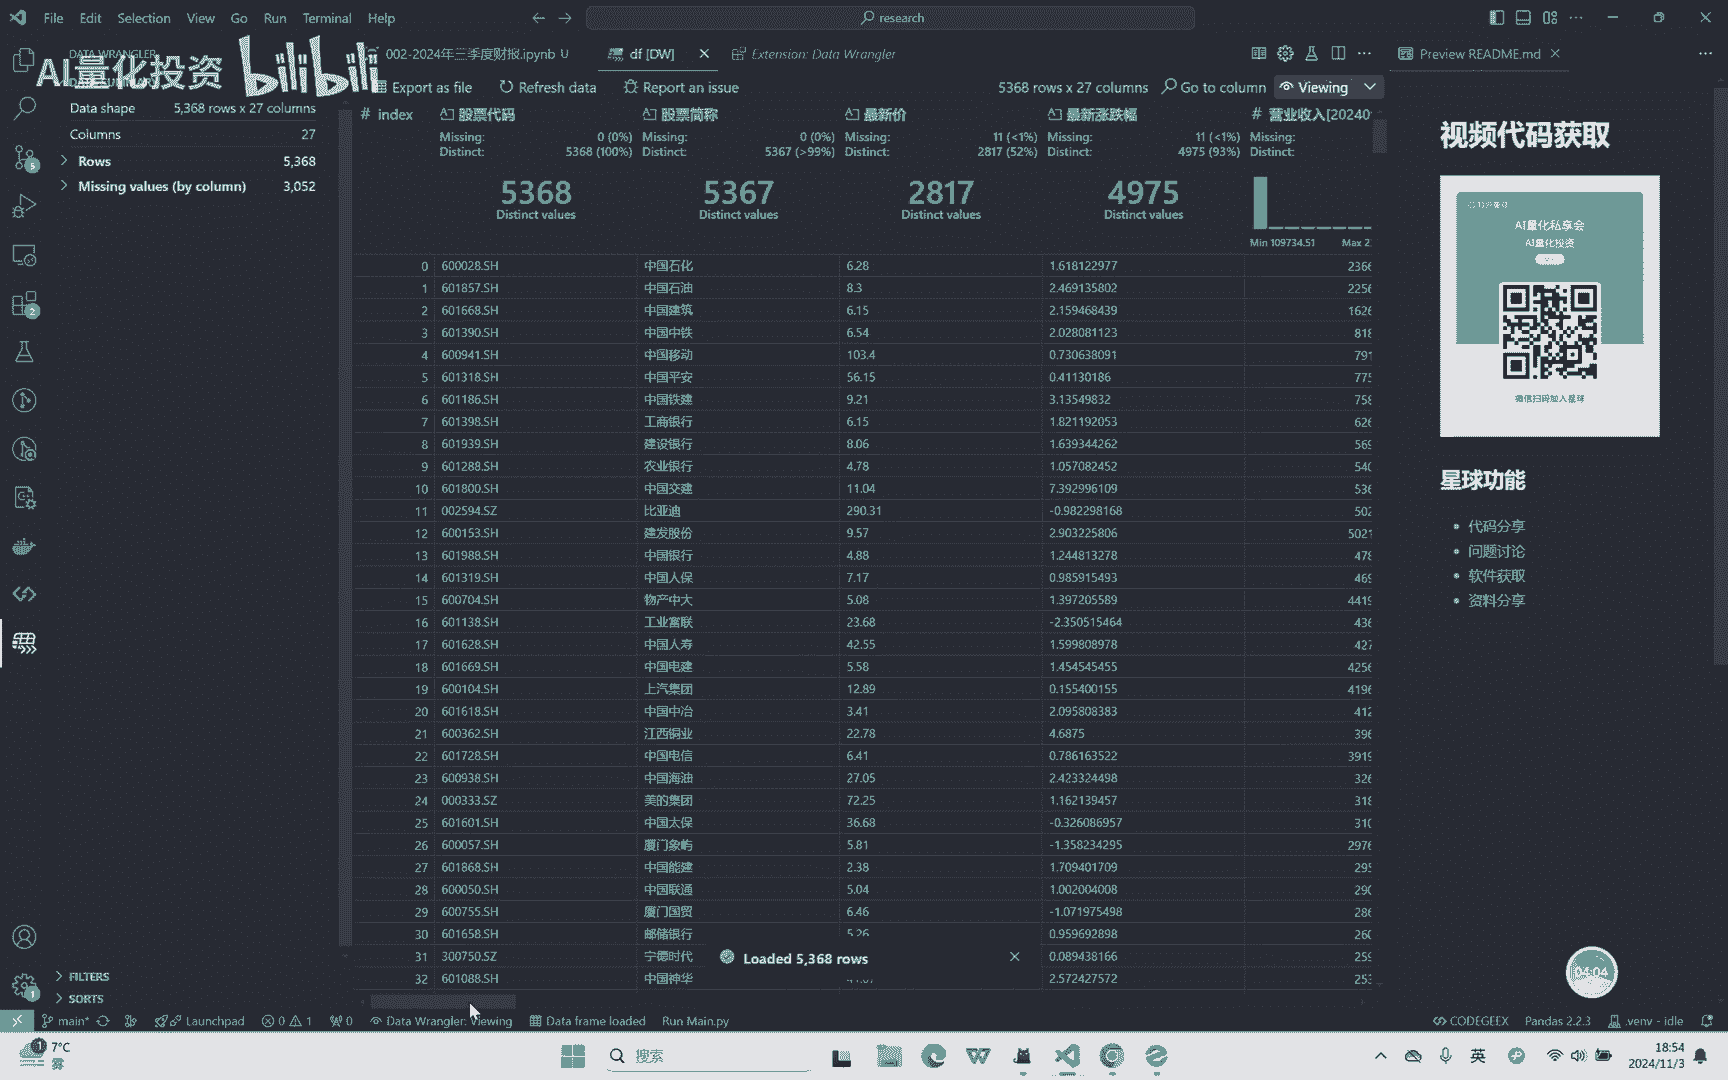 File Edit Selection View Go Run Terminal Help
research
DATA WRANGLER
AI量化投资 bilibili
002-2024年三季度财报.ipynb U
df [DW]
Extension: Data Wrangler
Preview README.md
Export as file
Refresh data
Report an issue
5368 rows x 27 columns
Go to column
Viewing
Data shape 5,368 rows x 27 columns
Columns 27
Rows 5,368
Missing values (by column) 3,052
# index
股票代码
股票简称
最新价
最新涨跌幅
# 营业收入[20240
Missing: 0 (0%) Missing: 0 (0%) Missing: 11 (<1%) Missing: 11 (<1%) Missing:
Distinct: 5368 (100%) Distinct: 5367 (>99%) Distinct: 2817 (52%) Distinct: 4975 (93%) Distinct:
5368 5367 2817 4975
Distinct values Distinct values Distinct values Distinct values
Min 109734.51 Max 2
0 600028.SH 中国石化 6.28 1.618122977 2366
1 601857.SH 中国石油 8.3 2.469135802 2256
2 601668.SH 中国建筑 6.15 2.159468439 1626
3 601390.SH 中国中铁 6.54 2.028081123 818
4 600941.SH 中国移动 103.4 0.730638091 791
5 601318.SH 中国平安 56.15 0.41130186 775
6 601186.SH 中国铁建 9.21 3.13549832 758
7 601398.SH 工商银行 6.15 1.821192053 626
8 601939.SH 建设银行 8.06 1.639344262 569
9 601288.SH 农业银行 4.78 1.057082452 540
10 601800.SH 中国交建 11.04 7.392996109 536
11 002594.SZ 比亚迪 290.31 -0.982298168 502
12 600153.SH 建发股份 9.57 2.903225806 5021
13 601988.SH 中国银行 4.88 1.244813278 478
14 601319.SH 中国人保 7.17 0.985915493 469
15 600704.SH 物产中大 5.08 1.397205589 4419
16 601138.SH 工业富联 23.68 -2.350515464 436
17 601628.SH 中国人寿 42.55 1.599808978 427
18 601669.SH 中国电建 5.58 1.454545455 4256
19 600104.SH 上汽集团 12.89 0.155400155 4196
20 601618.SH 中国中冶 3.41 2.095808383 412
21 600362.SH 江西铜业 22.78 4.6875 396
22 601728.SH 中国电信 6.41 0.786163522 3919
23 600938.SH 中国海油 27.05 2.423324498 326
24 000333.SZ 美的集团 72.25 1.162139457 318
25 601601.SH 中国太保 36.68 -0.326086957 310
26 600057.SH 厦门象屿 5.81 -1.358234295 2976
27 601868.SH 中国能建 2.38 1.709401709 295
28 600050.SH 中国联通 5.04 1.002004008 290
29 600755.SH 厦门国贸 6.46 -1.071975498 286
30 601658.SH 邮储银行 5.26 0.959692898 260
31 300750.SZ 宁德时代 0.089438166 259
32 601088.SH 中国神华 2.572427572 253
Loaded 5,368 rows
视频代码获取
AI量化私享会
AI量化投资
微信扫码加入星球
星球功能
代码分享
问题讨论
软件获取
资料分享
04:04
FILTERS
SORTS
main* Launchpad 0 1 0 Data Wrangler: Viewing Data frame loaded Run Main.py
CODEGEEX Pandas 2.2.3 .venv - idle
7°C
雾
搜索
英
18:54
2024/11/3